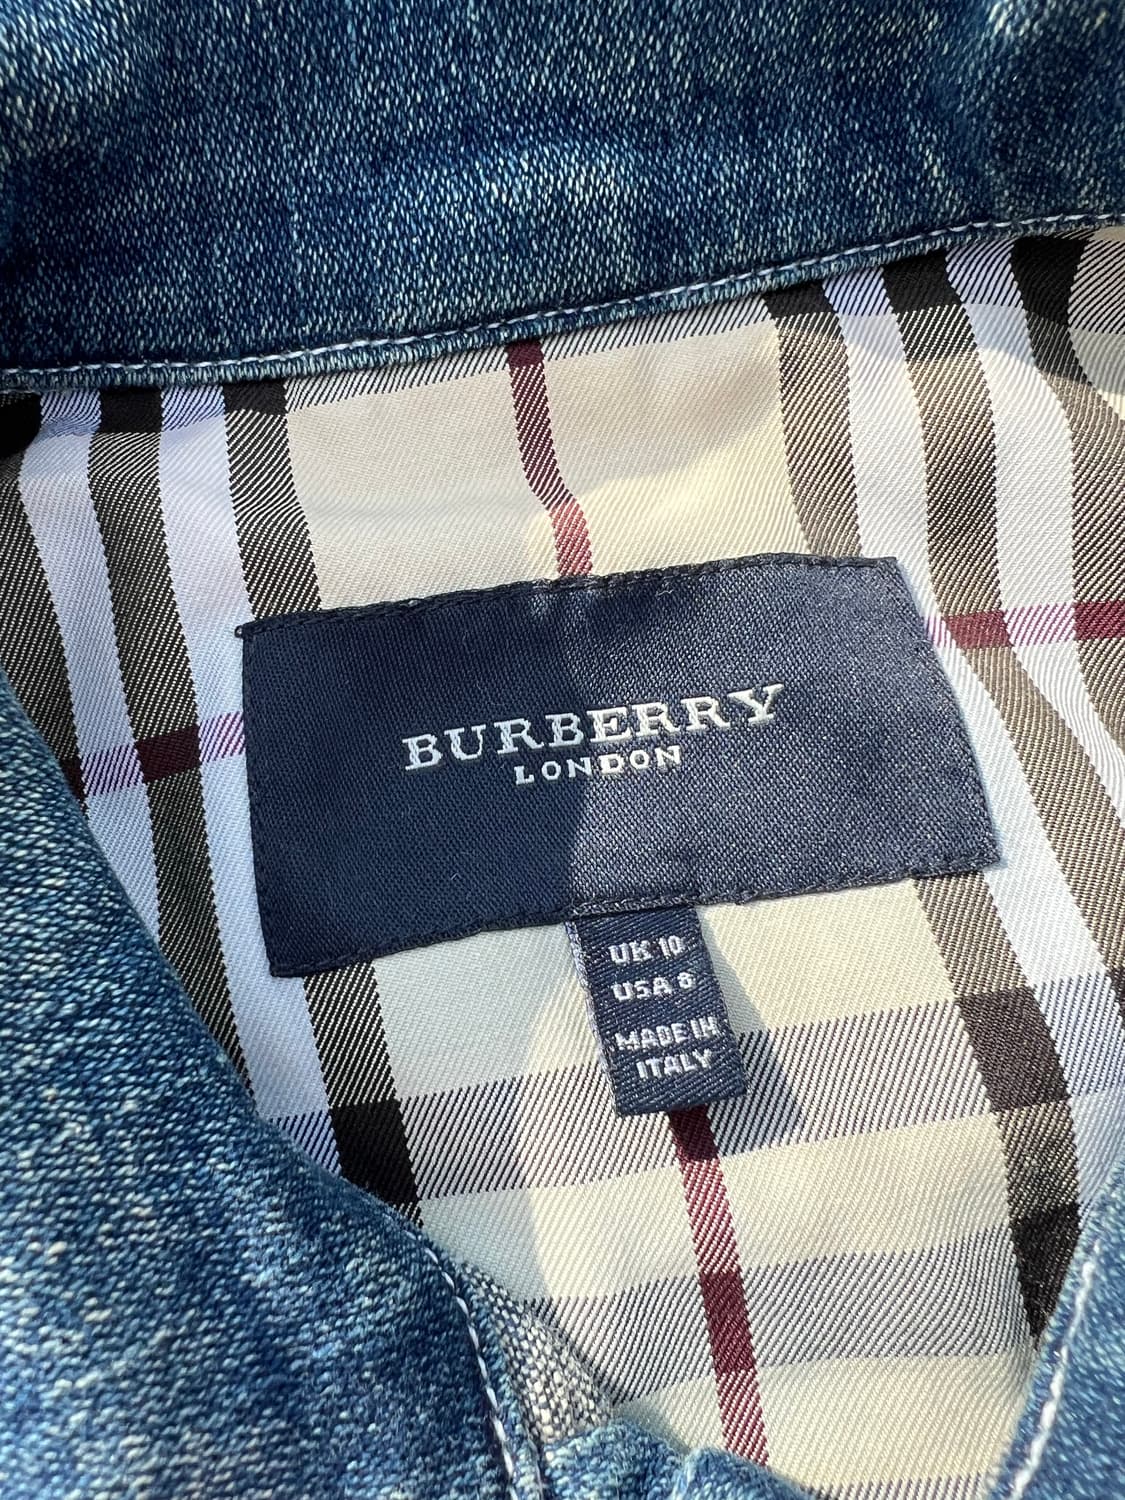 BURBERRY
LONDON
UK 10
USA 8
MADE IN
ITALY